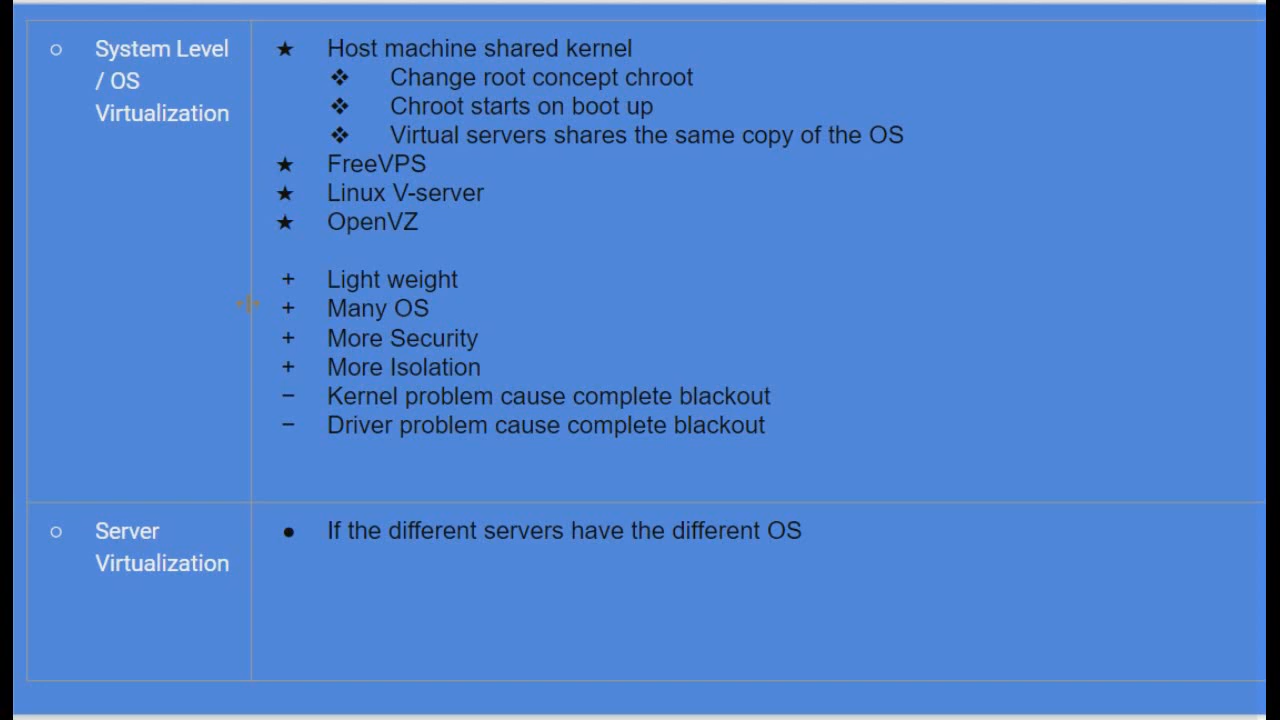 ○ System Level
/ OS
Virtualization
★ Host machine shared kernel
❖ Change root concept chroot
❖ Chroot starts on boot up
❖ Virtual servers shares the same copy of the OS
★ FreeVPS
★ Linux V-server
★ OpenVZ
+ Light weight
+ Many OS
+ More Security
+ More Isolation
− Kernel problem cause complete blackout
− Driver problem cause complete blackout
○ Server
Virtualization
● If the different servers have the different OS